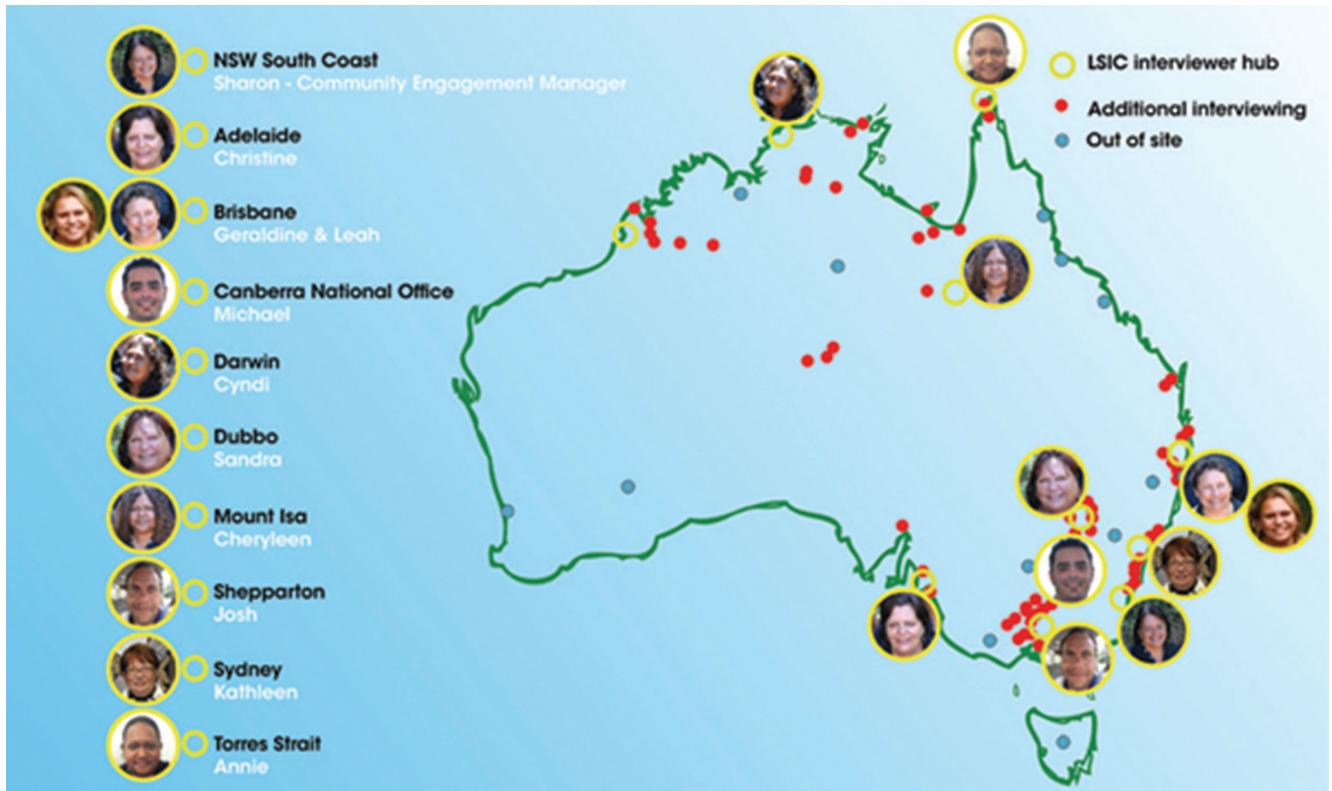 NSW South Coast
Sharon - Community Engagement Manager
Adelaide
Christine
Brisbane
Geraldine & Leah
Canberra National Office
Michael
Darwin
Cyndi
Dubbo
Sandra
Mount Isa
Cheryleen
Shepparton
Josh
Sydney
Kathleen
Torres Strait
Annie
LSIC interviewer hub
Additional interviewing
Out of site